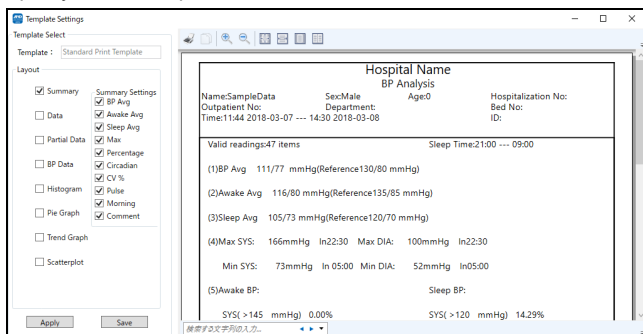 Template Settings
Template Select
Template : Standard Print Template
Layout
Summary
Data
Partial Data
BP Data
Histogram
Pie Graph
Trend Graph
Scatterplot
Summary Settings
BP Avg
Awake Avg
Sleep Avg
Max
Percentage
Circadian
CV %
Pulse
Morning
Comment
Apply Save
Hospital Name
BP Analysis
Name:SampleData Sex:Male Age:0 Hospitalization No:
Outpatient No: Department: Bed No:
Time:11:44 2018-03-07 --- 14:30 2018-03-08 ID:
Valid readings:47 items Sleep Time:21:00 --- 09:00
(1)BP Avg 111/77 mmHg(Reference130/80 mmHg)
(2)Awake Avg 116/80 mmHg(Reference135/85 mmHg)
(3)Sleep Avg 105/73 mmHg(Reference120/70 mmHg)
(4)Max SYS: 166mmHg In22:30 Max DIA: 100mmHg In22:30
Min SYS: 73mmHg In 05:00 Min DIA: 52mmHg In05:00
(5)Awake BP: Sleep BP:
SYS( >145 mmHg) 0.00% SYS( >120 mmHg) 14.29%
検索する文字列の入力...